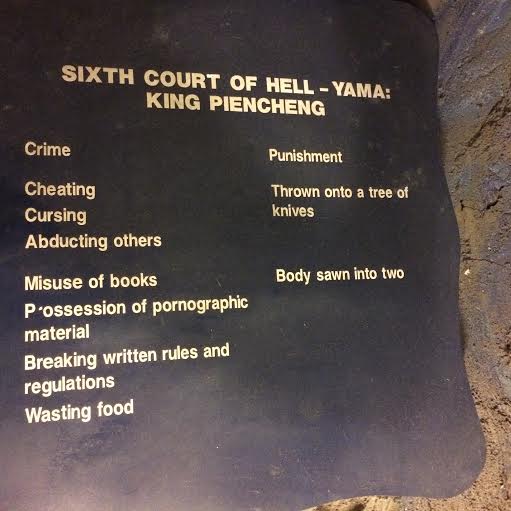 SIXTH COURT OF HELL – YAMA:
KING PIENCHENG
Crime
Punishment
Cheating
Cursing
Abducting others
Thrown onto a tree of
knives
Misuse of books
Possession of pornographic
material
Breaking written rules and
regulations
Wasting food
Body sawn into two